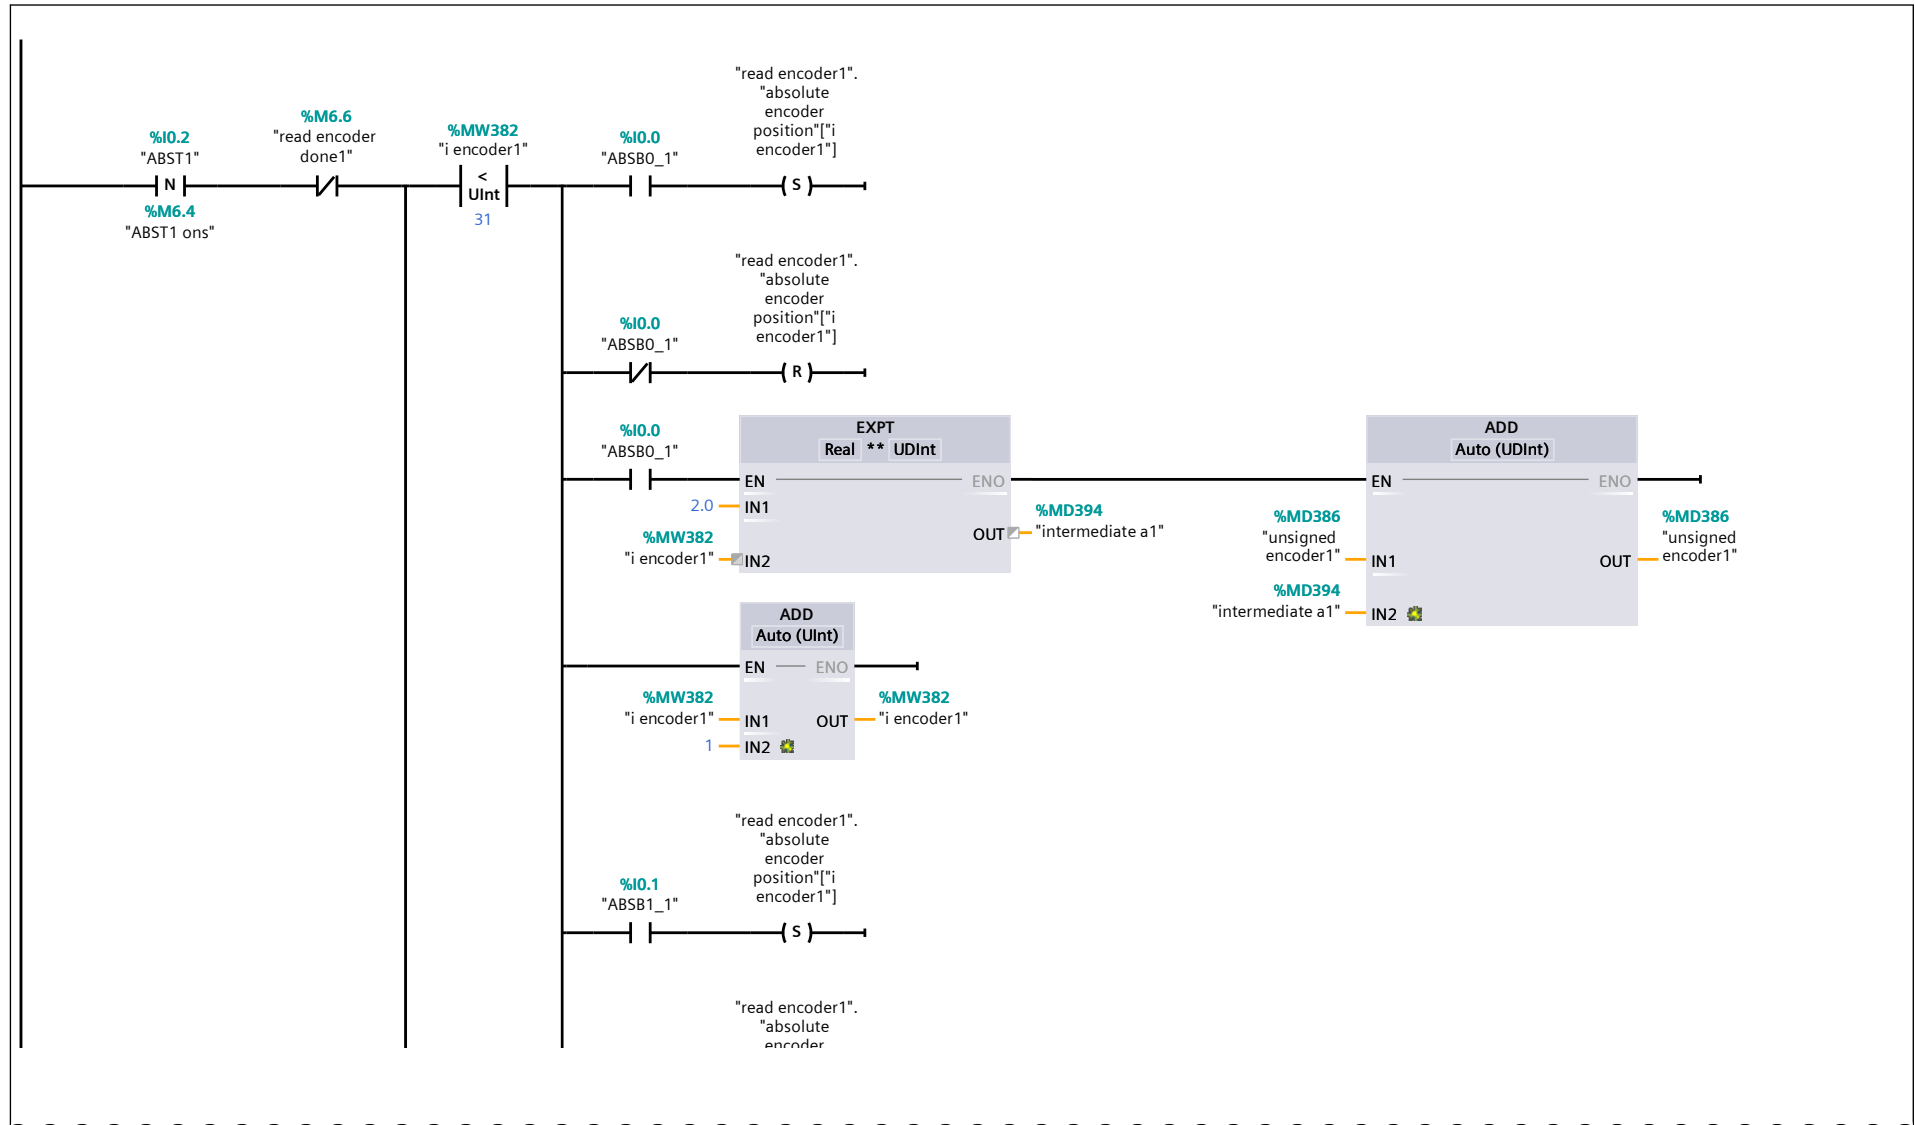 "read encoder1".
"absolute
encoder
position"["i
encoder1"]
%I0.2
"ABST1"
N
%M6.4
"ABST1 ons"
%M6.6
"read encoder
done1"
%MW382
"i encoder1"
<
UInt
31
%I0.0
"ABSB0_1"
S
"read encoder1".
"absolute
encoder
position"["i
encoder1"]
%I0.0
"ABSB0_1"
R
%I0.0
"ABSB0_1"
EXPT
Real ** UDInt
EN ENO
2.0 IN1
%MW382
"i encoder1" IN2
OUT
%MD394
"intermediate a1"
ADD
Auto (UDInt)
EN ENO
%MD386
"unsigned
encoder1" IN1
%MD394
"intermediate a1" IN2
OUT
%MD386
"unsigned
encoder1"
ADD
Auto (UInt)
EN ENO
%MW382
"i encoder1" IN1
1 IN2
OUT
%MW382
"i encoder1"
"read encoder1".
"absolute
encoder
position"["i
encoder1"]
%I0.1
"ABSB1_1"
S
"read encoder1".
"absolute
encoder